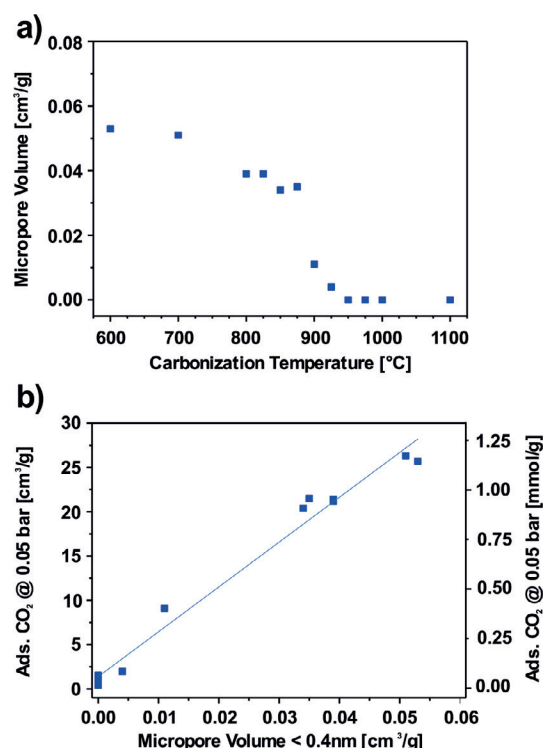 a)
0.08
0.06
0.04
0.02
0.00
Micropore Volume [cm³/g]
600 700 800 900 1000 1100
Carbonization Temperature [°C]
b)
30
25
20
15
10
5
0
Ads. CO₂ @ 0.05 bar [cm³/g]
1.25
1.00
0.75
0.50
0.25
0.00
Ads. CO₂ @ 0.05 bar [mmol/g]
0.00 0.01 0.02 0.03 0.04 0.05 0.06
Micropore Volume < 0.4nm [cm³/g]